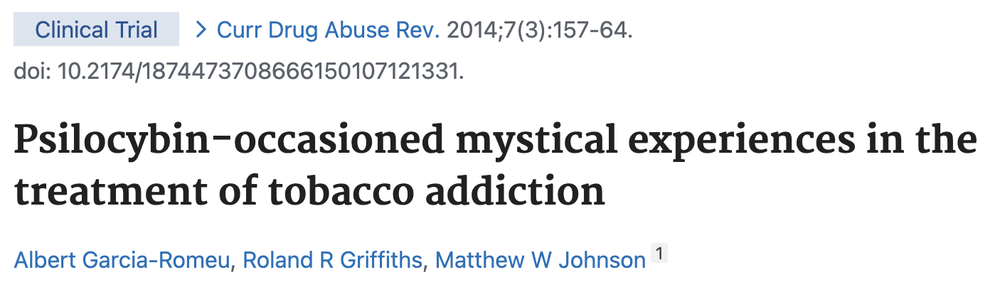 Clinical Trial > Curr Drug Abuse Rev. 2014;7(3):157-64.
doi: 10.2174/1874473708666150107121331.
Psilocybin-occasioned mystical experiences in the
treatment of tobacco addiction
Albert Garcia-Romeu, Roland R Griffiths, Matthew W Johnson 1